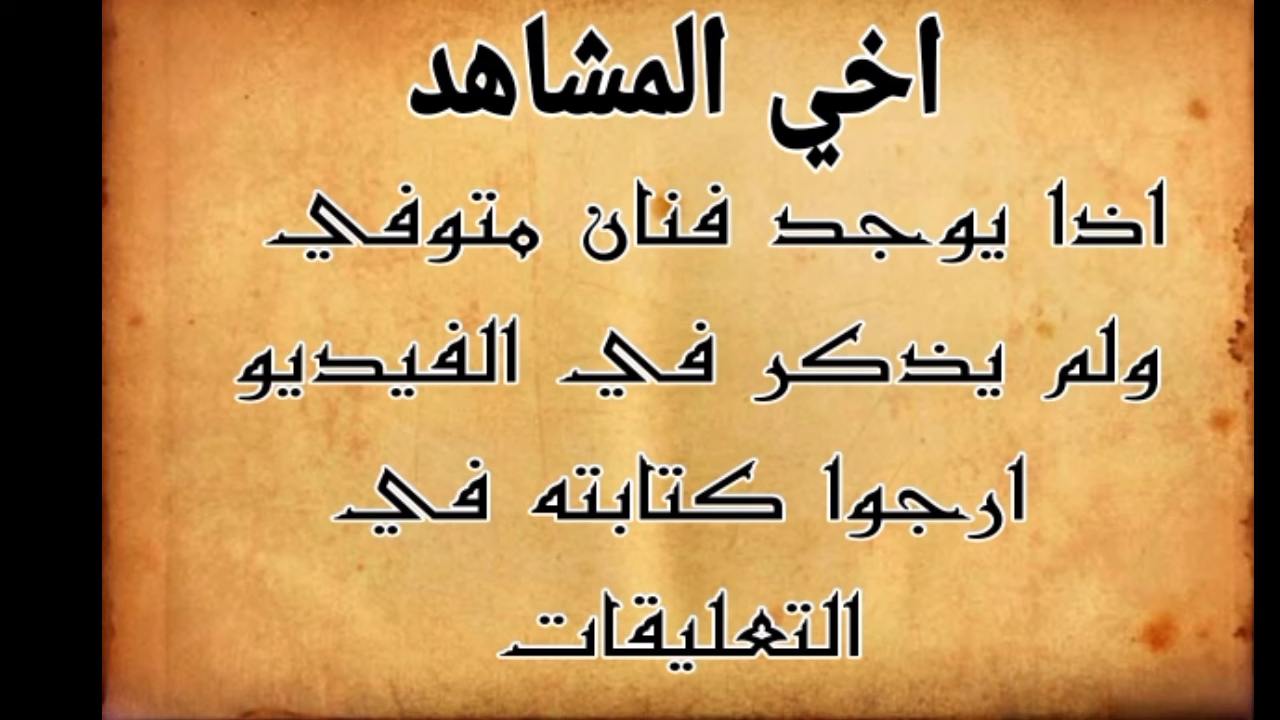 اخي المشاهد
اذا يوجد فنان متوفي
ولم يذكر في الفيديو
ارجوا كتابته في
التعليقات